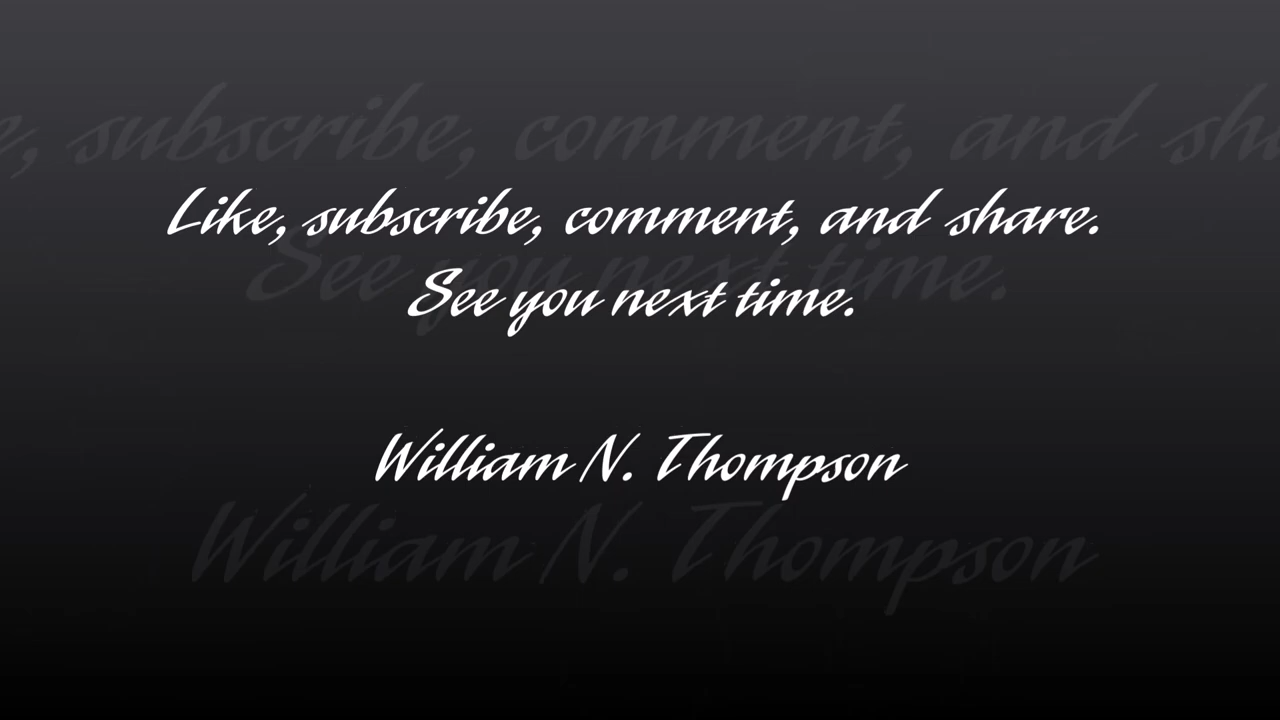 Like, subscribe, comment, and share.
See you next time.
William N. Thompson